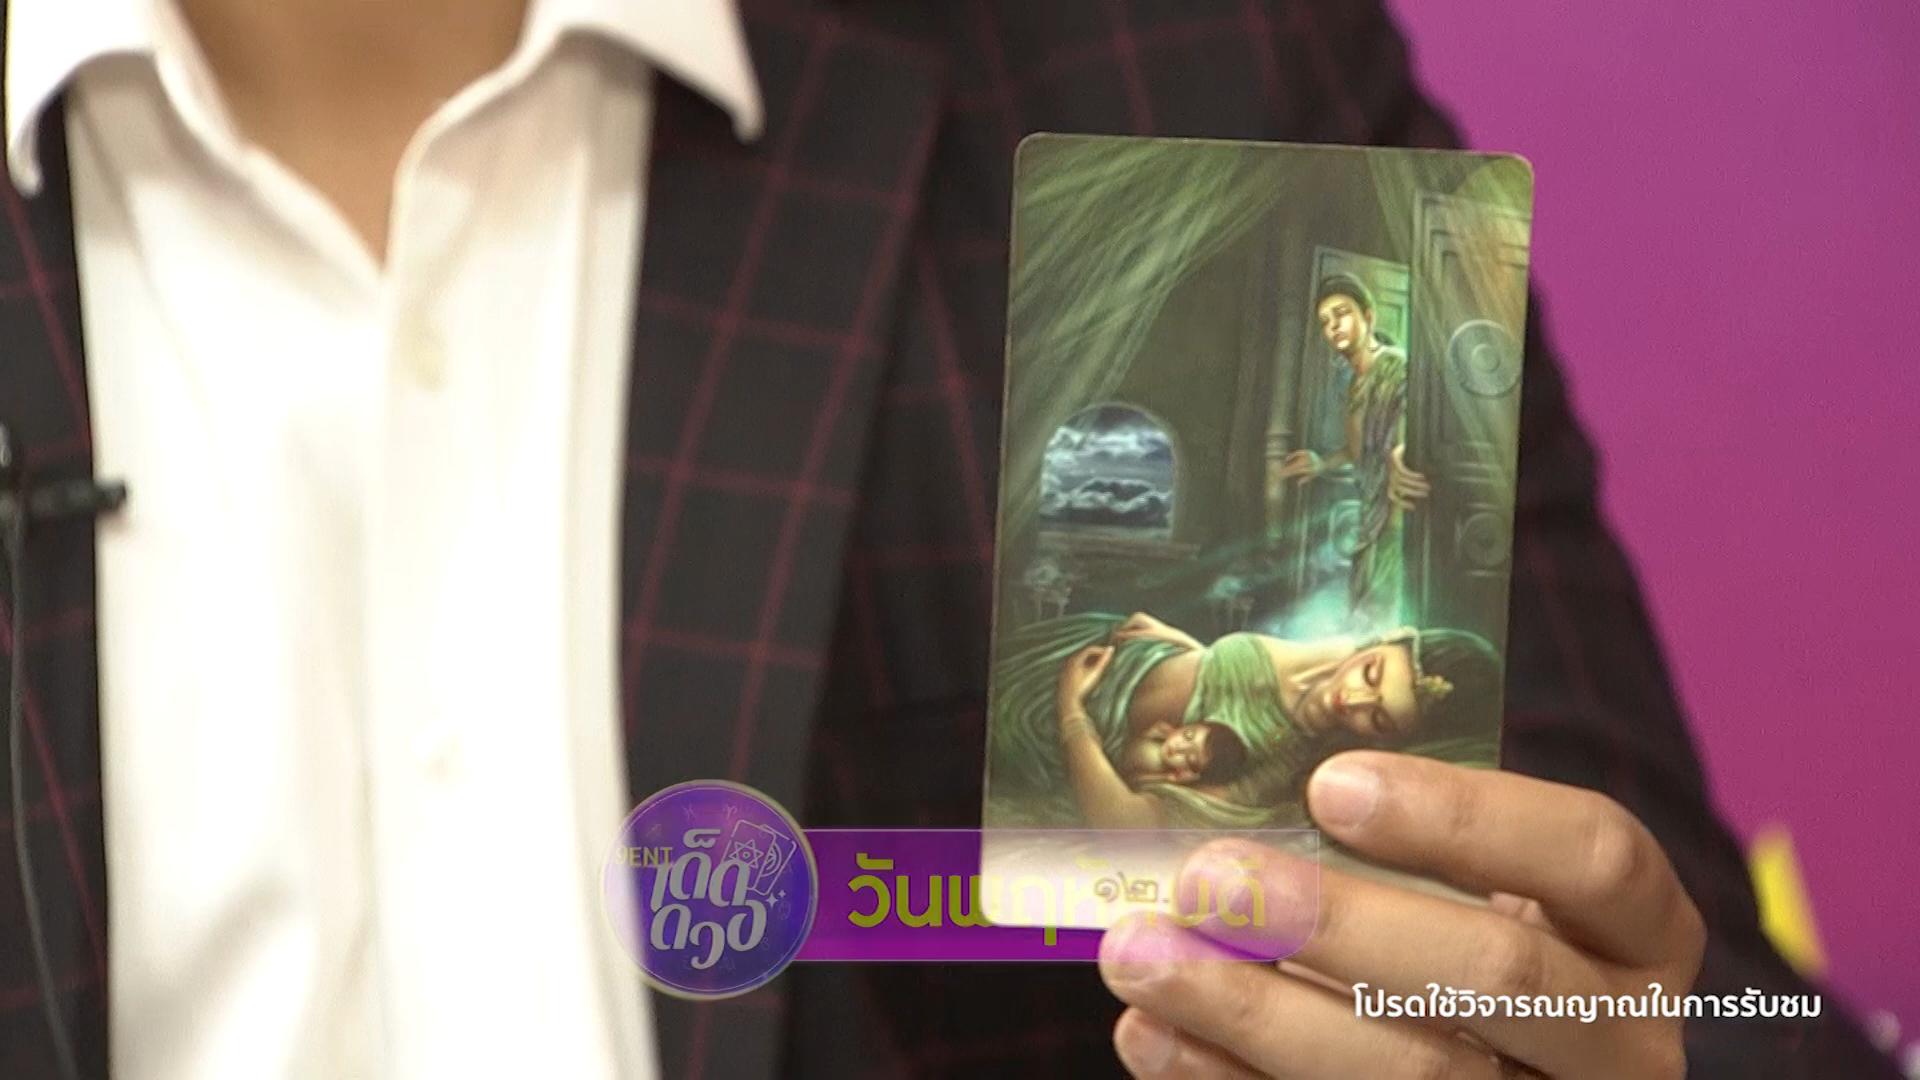 9ENT
เด็ด
ดวง
วันพฤหัสบดี
๑๒.
โปรดใช้วิจารณญาณในการรับชม